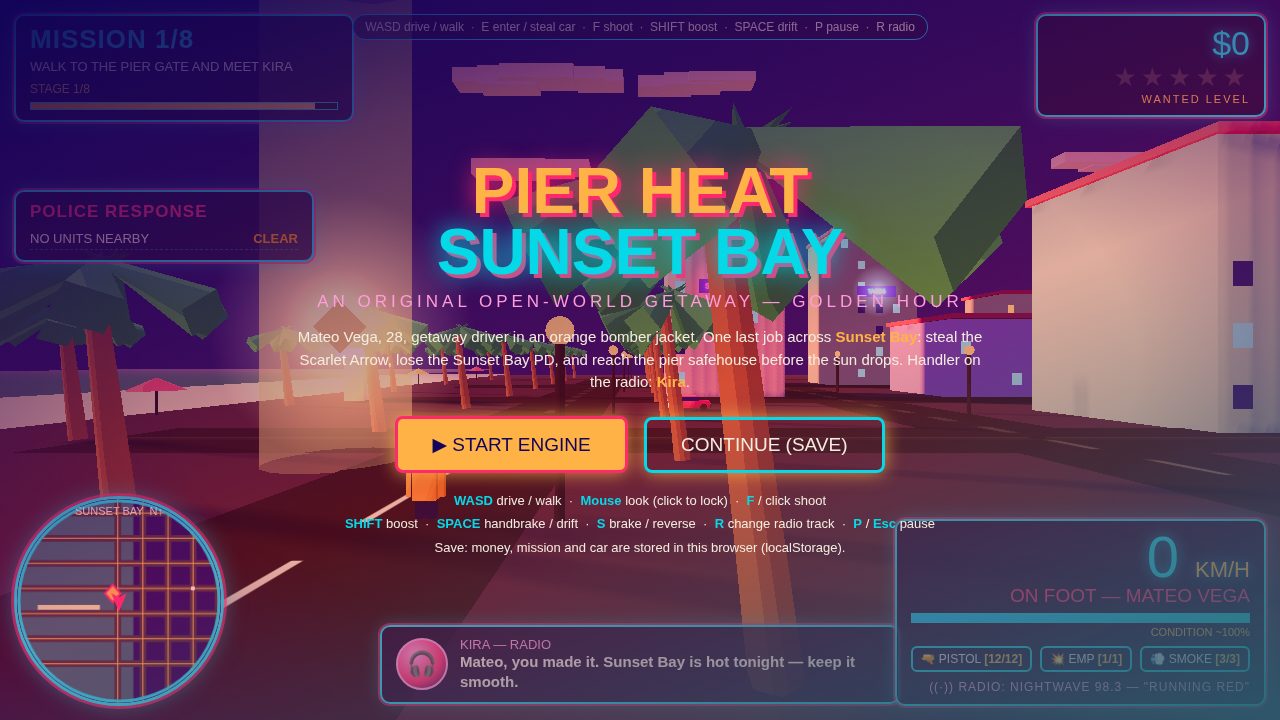 WASD drive / walk · E enter / steal car · F shoot · SHIFT boost · SPACE drift · P pause · R radio
MISSION 1/8
WALK TO THE PIER GATE AND MEET KIRA
STAGE 1/8
$0
★★★★★
WANTED LEVEL
POLICE RESPONSE
NO UNITS NEARBY CLEAR
PIER HEAT
SUNSET BAY
AN ORIGINAL OPEN-WORLD GETAWAY — GOLDEN HOUR
Mateo Vega, 28, getaway driver in an orange bomber jacket. One last job across Sunset Bay: steal the
Scarlet Arrow, lose the Sunset Bay PD, and reach the pier safehouse before the sun drops. Handler on
the radio: Kira.
▶ START ENGINE
CONTINUE (SAVE)
WASD drive / walk · Mouse look (click to lock) · F / click shoot
SHIFT boost · SPACE handbrake / drift · S brake / reverse · R change radio track · P / Esc pause
Save: money, mission and car are stored in this browser (localStorage).
SUNSET BAY N↑
KIRA — RADIO
Mateo, you made it. Sunset Bay is hot tonight — keep it
smooth.
0 KM/H
ON FOOT — MATEO VEGA
CONDITION ~100%
🔫 PISTOL [12/12] 💥 EMP [1/1] 💨 SMOKE [3/3]
((·)) RADIO: NIGHTWAVE 98.3 — "RUNNING RED"